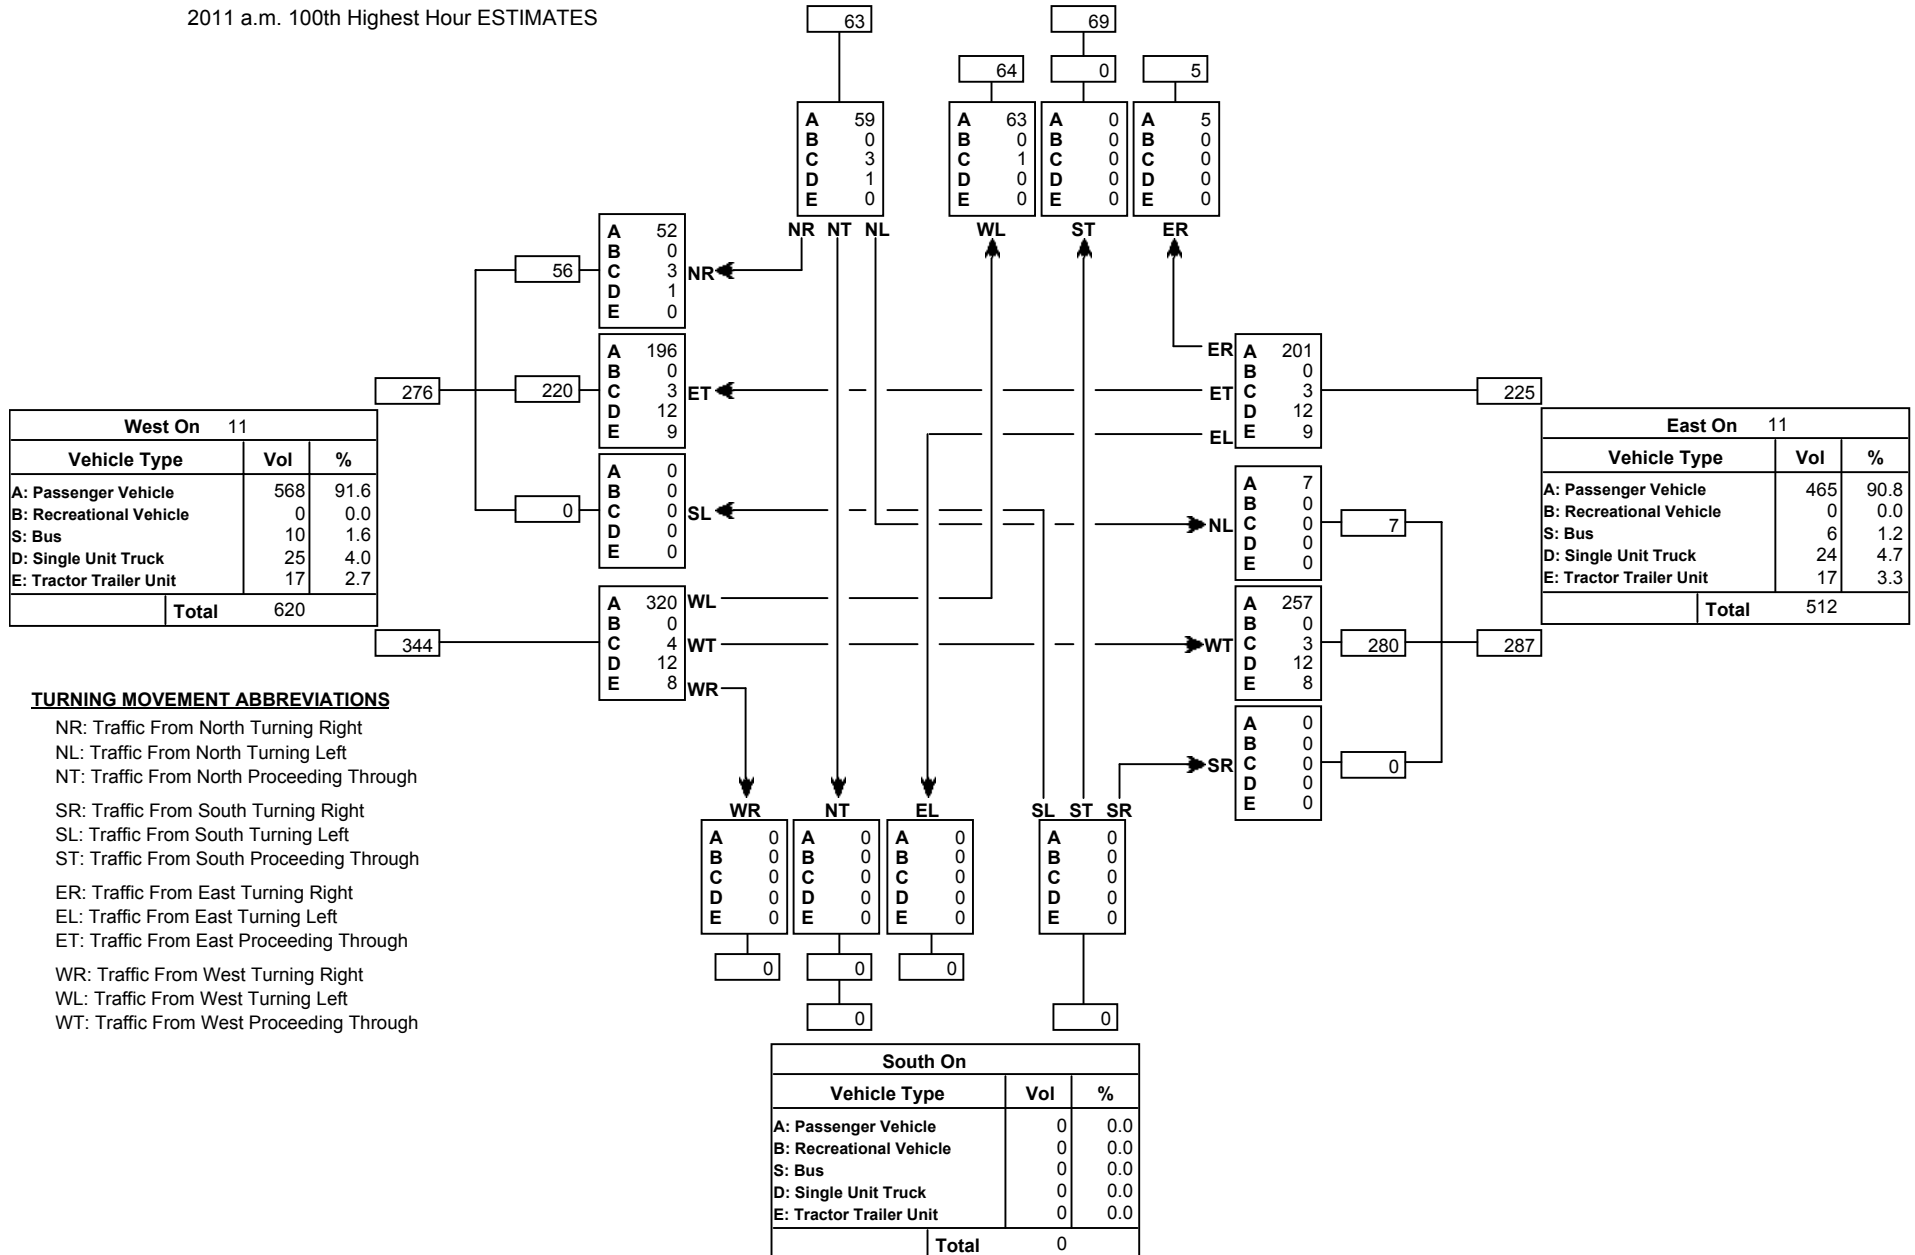 2011 a.m. 100th Highest Hour ESTIMATES
63
69
64
0
5
A 59
B 0
C 3
D 1
E 0
A 63
B 0
C 1
D 0
E 0
A 0
B 0
C 0
D 0
E 0
A 5
B 0
C 0
D 0
E 0
NR NT NL
WL
ST
ER
56
A 52
B 0
C 3
D 1
E 0
NR
276
220
A 196
B 0
C 3
D 12
E 9
ET
0
A 0
B 0
C 0
D 0
E 0
SL
344
A 320
B 0
C 4
D 12
E 8
WL
WT
WR
ER
ET
EL
A 201
B 0
C 3
D 12
E 9
225
NL
A 7
B 0
C 0
D 0
E 0
7
WT
A 257
B 0
C 3
D 12
E 8
280
287
SR
A 0
B 0
C 0
D 0
E 0
0
West On 11
Vehicle Type Vol %
A: Passenger Vehicle 568 91.6
B: Recreational Vehicle 0 0.0
S: Bus 10 1.6
D: Single Unit Truck 25 4.0
E: Tractor Trailer Unit 17 2.7
Total 620
East On 11
Vehicle Type Vol %
A: Passenger Vehicle 465 90.8
B: Recreational Vehicle 0 0.0
S: Bus 6 1.2
D: Single Unit Truck 24 4.7
E: Tractor Trailer Unit 17 3.3
Total 512
TURNING MOVEMENT ABBREVIATIONS
NR: Traffic From North Turning Right
NL: Traffic From North Turning Left
NT: Traffic From North Proceeding Through
SR: Traffic From South Turning Right
SL: Traffic From South Turning Left
ST: Traffic From South Proceeding Through
ER: Traffic From East Turning Right
EL: Traffic From East Turning Left
ET: Traffic From East Proceeding Through
WR: Traffic From West Turning Right
WL: Traffic From West Turning Left
WT: Traffic From West Proceeding Through
WR
NT
EL
SL ST SR
A 0
B 0
C 0
D 0
E 0
A 0
B 0
C 0
D 0
E 0
A 0
B 0
C 0
D 0
E 0
A 0
B 0
C 0
D 0
E 0
0
0
0
0
0
South On
Vehicle Type Vol %
A: Passenger Vehicle 0 0.0
B: Recreational Vehicle 0 0.0
S: Bus 0 0.0
D: Single Unit Truck 0 0.0
E: Tractor Trailer Unit 0 0.0
Total 0